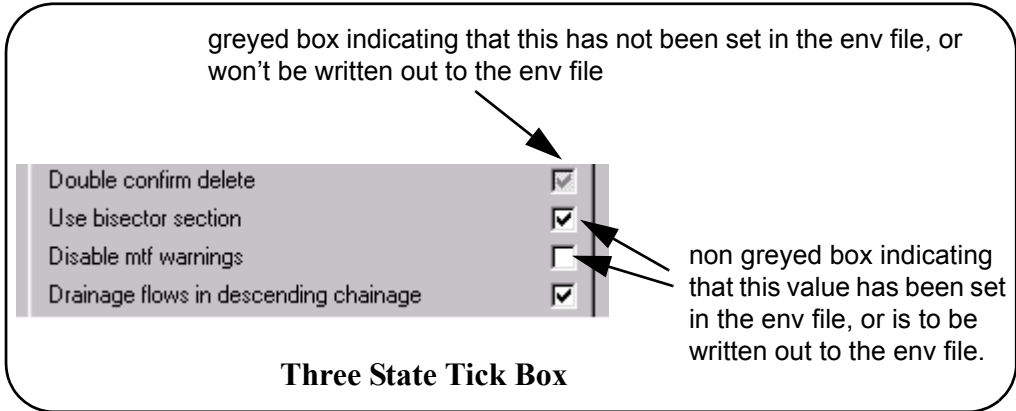 greyed box indicating that this has not been set in the env file, or
won't be written out to the env file
Double confirm delete
Use bisector section
Disable mtf warnings
Drainage flows in descending chainage
non greyed box indicating
that this value has been set
in the env file, or is to be
written out to the env file.
Three State Tick Box